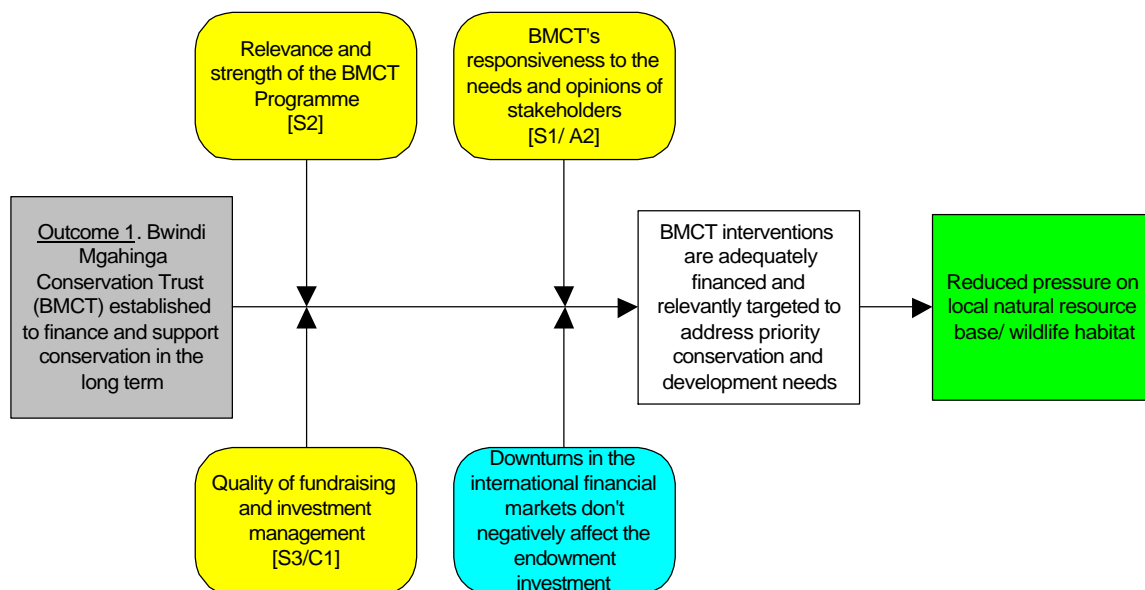 Relevance and
strength of the BMCT
Programme
[S2]
BMCT's
responsiveness to the
needs and opinions of
stakeholders
[S1/ A2]
Outcome 1. Bwindi
Mgahinga
Conservation Trust
(BMCT) established
to finance and support
conservation in the
long term
BMCT interventions
are adequately
financed and
relevantly targeted to
address priority
conservation and
development needs
Reduced pressure on
local natural resource
base/ wildlife habitat
Quality of fundraising
and investment
management
[S3/C1]
Downturns in the
international financial
markets don't
negatively affect the
endowment
investment